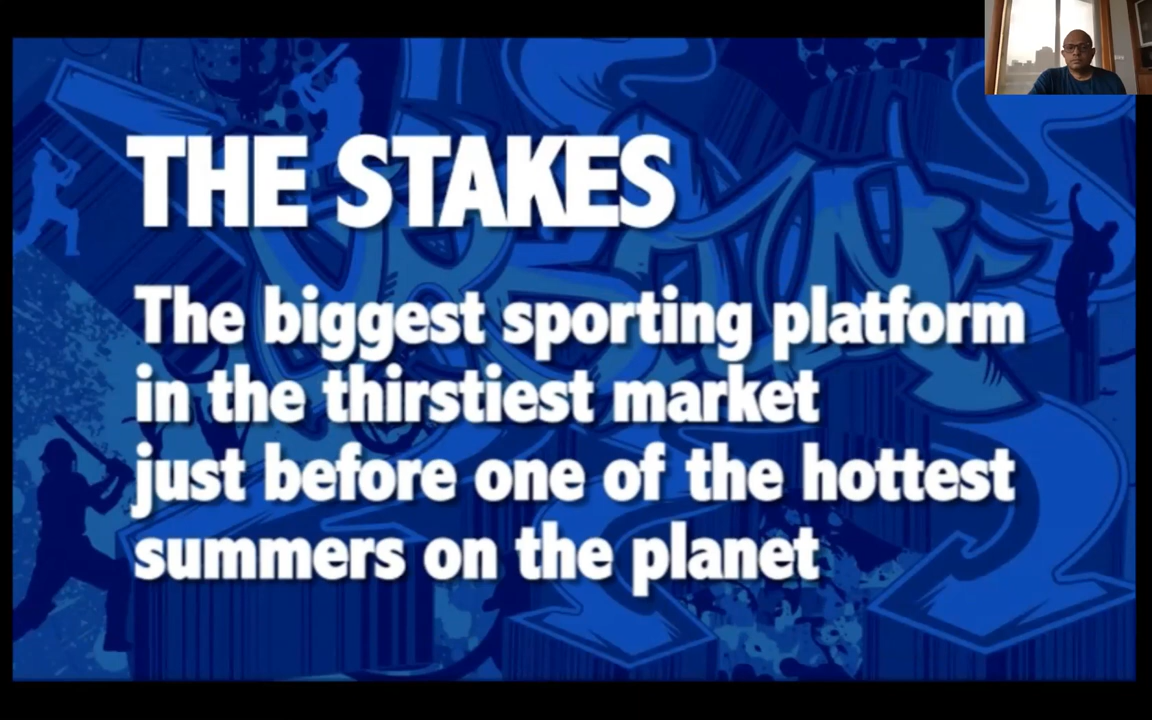 THE STAKES
The biggest sporting platform
in the thirstiest market
just before one of the hottest
summers on the planet